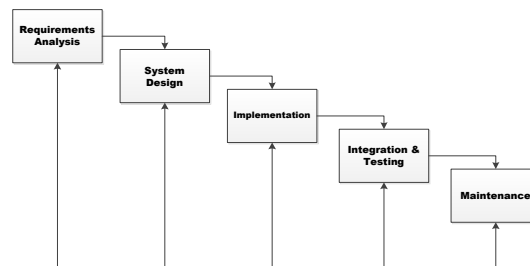 Requirements
Analysis
System
Design
Implementation
Integration &
Testing
Maintenance